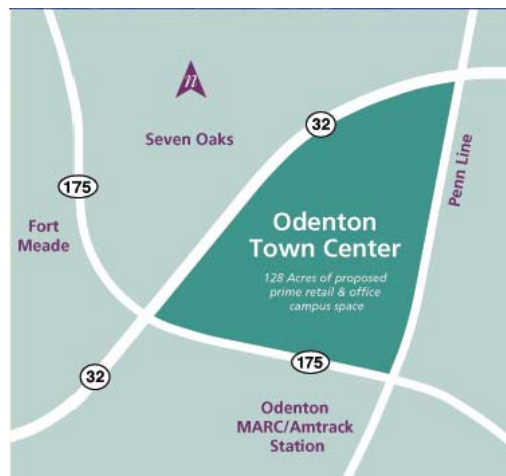 n
32
Seven Oaks
175
Penn Line
Fort
Meade
Odenton
Town Center
128 Acres of proposed
prime retail & office
campus space
175
32
Odenton
MARC/Amtrack
Station